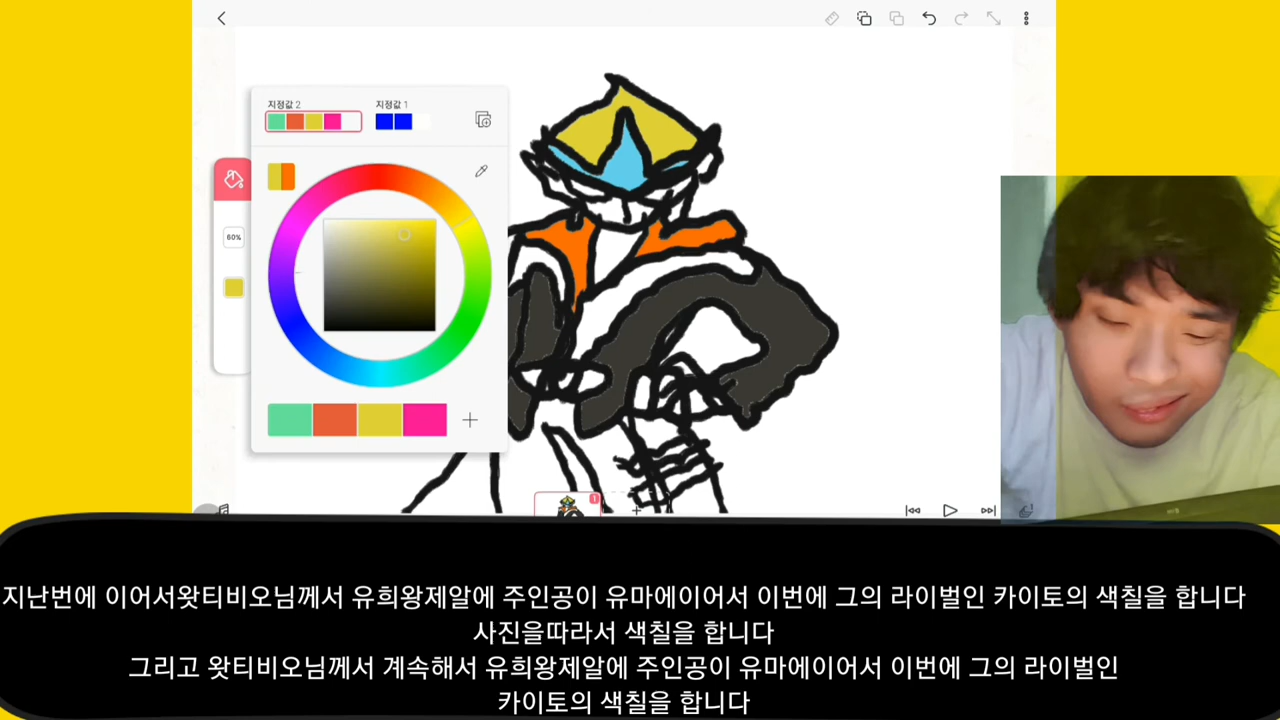 지정값 2
지정값 1
60%
1
지난번에 이어서왓티비오님께서 유희왕제알에 주인공이 유마에이어서 이번에 그의 라이벌인 카이토의 색칠을 합니다
사진을따라서 색칠을 합니다
그리고 왓티비오님께서 계속해서 유희왕제알에 주인공이 유마에이어서 이번에 그의 라이벌인
카이토의 색칠을 합니다